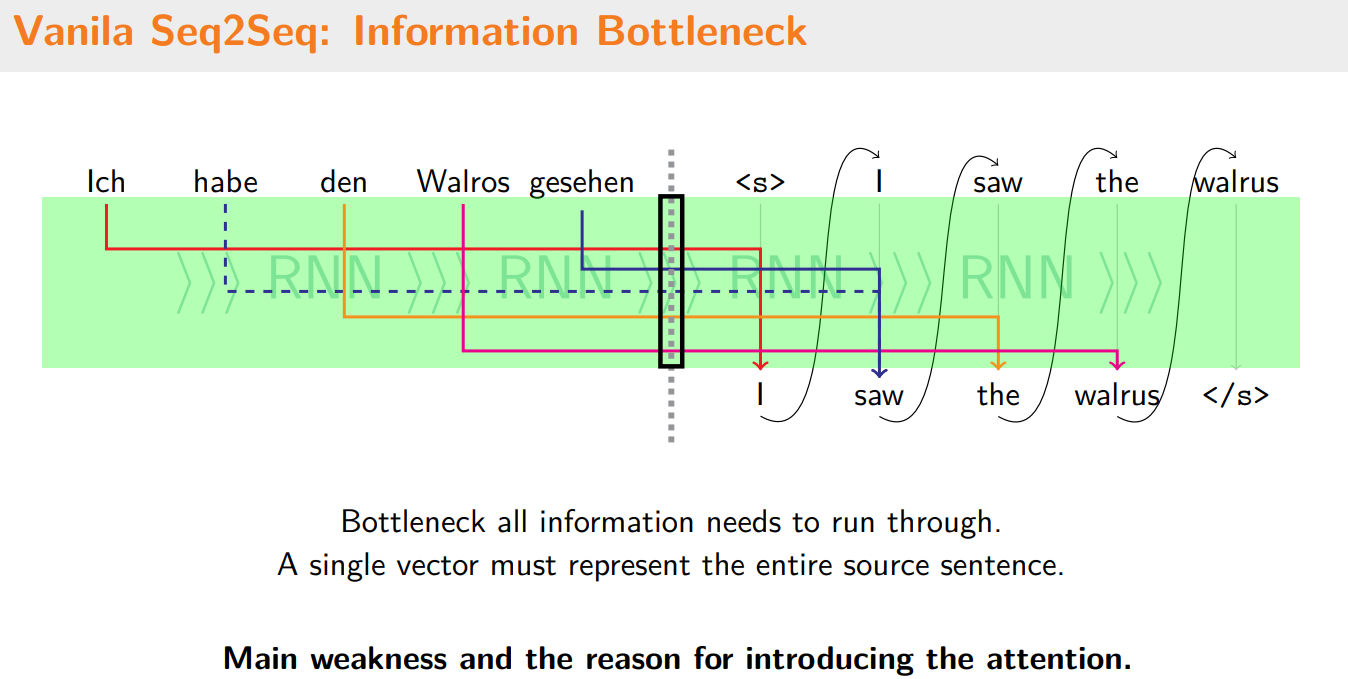 Vanila Seq2Seq: Information Bottleneck
Ich habe den Walros gesehen <s> I saw the walrus
⟩⟩⟩ RNN ⟩⟩⟩ RNN ⟩⟩⟩ RNN ⟩⟩⟩ RNN ⟩⟩⟩
I saw the walrus </s>
Bottleneck all information needs to run through.
A single vector must represent the entire source sentence.
Main weakness and the reason for introducing the attention.